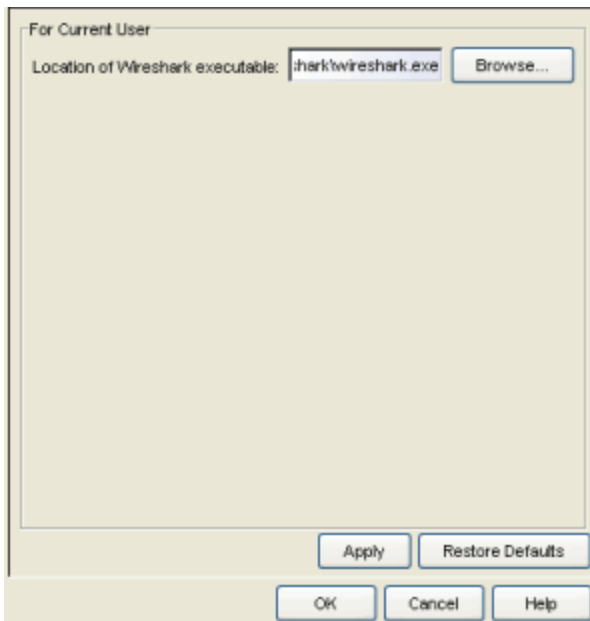 For Current User
Location of Wireshark executable: :hark\wireshark.exe Browse...
Apply Restore Defaults
OK Cancel Help